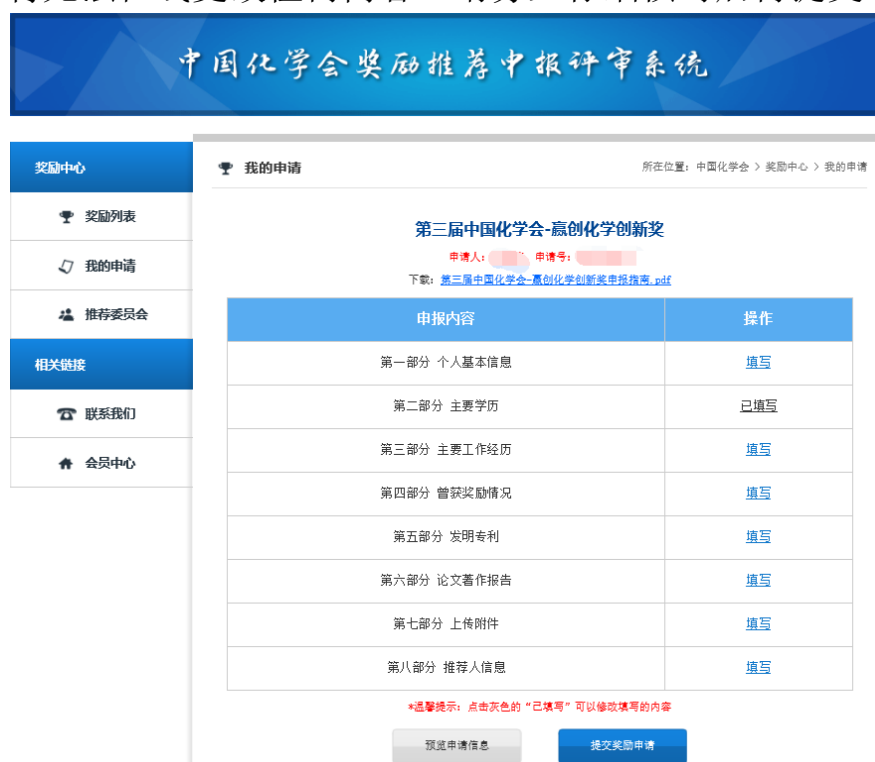 中国化学会奖励推荐申报评审系统
奖励中心
奖励列表
我的申请
推荐委员会
相关链接
联系我们
会员中心
我的申请
所在位置：中国化学会 > 奖励中心 > 我的申请
第三届中国化学会-赢创化学创新奖
申请人： 申请号：
下载：第三届中国化学会-赢创化学创新奖申报指南.pdf
申报内容 操作
第一部分 个人基本信息 填写
第二部分 主要学历 已填写
第三部分 主要工作经历 填写
第四部分 曾获奖励情况 填写
第五部分 发明专利 填写
第六部分 论文著作报告 填写
第七部分 上传附件 填写
第八部分 推荐人信息 填写
*温馨提示：点击灰色的“已填写”可以修改填写的内容
预览申请信息 提交奖励申请